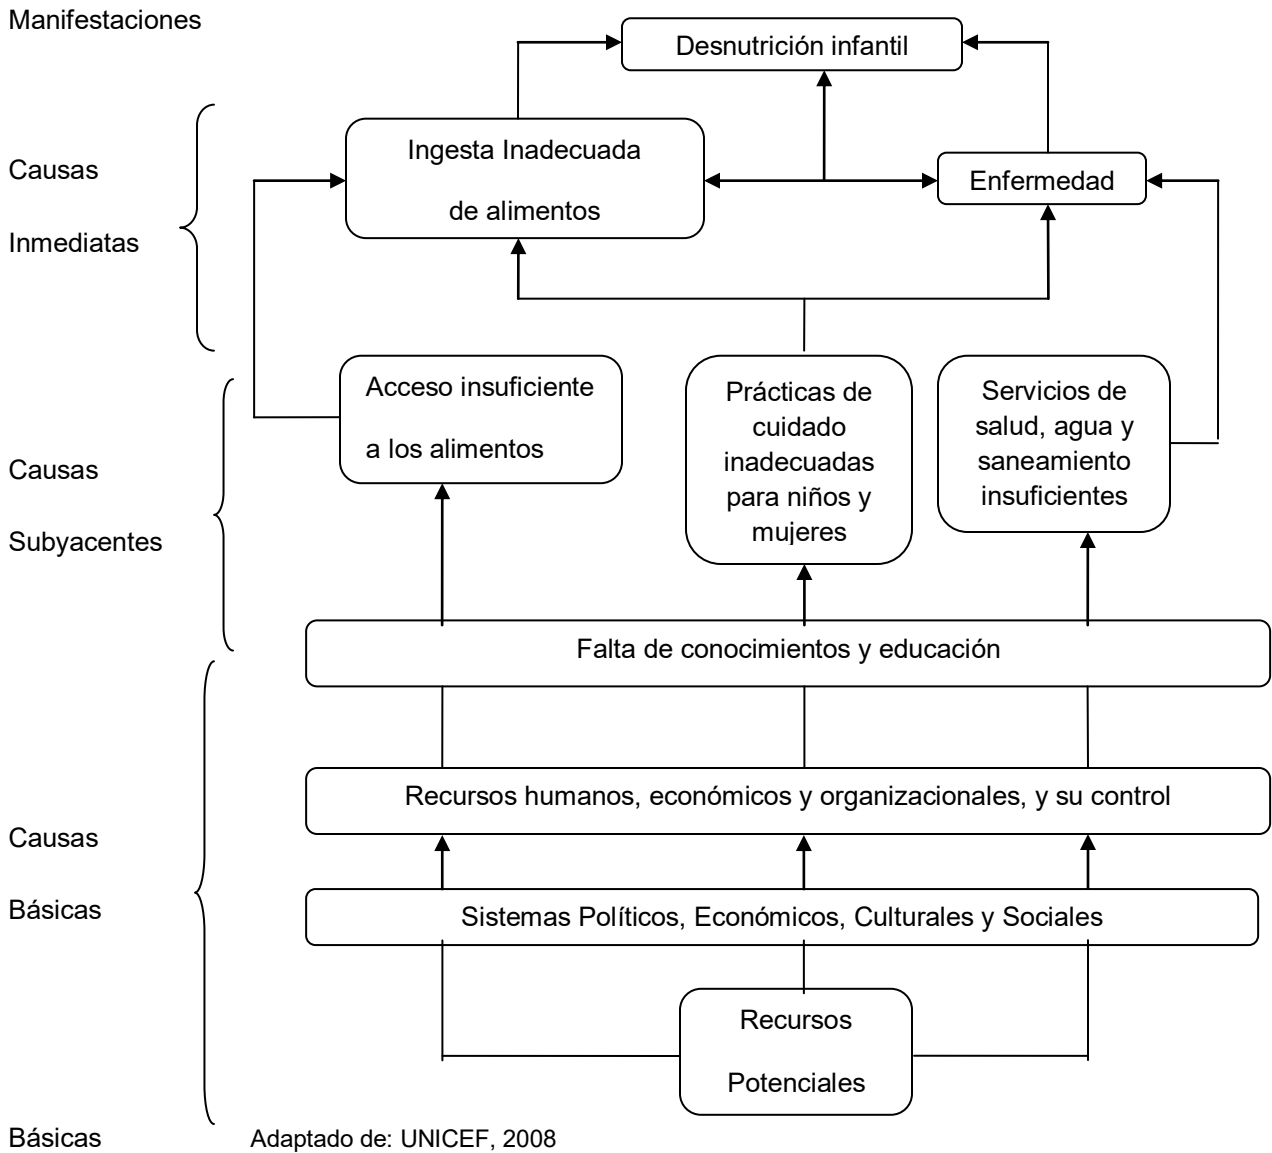 Manifestaciones
Desnutrición infantil
Causas
Inmediatas
Ingesta Inadecuada
de alimentos
Enfermedad
Causas
Subyacentes
Acceso insuficiente
a los alimentos
Prácticas de
cuidado
inadecuadas
para niños y
mujeres
Servicios de
salud, agua y
saneamiento
insuficientes
Falta de conocimientos y educación
Causas
Básicas
Recursos humanos, económicos y organizacionales, y su control
Sistemas Políticos, Económicos, Culturales y Sociales
Recursos
Potenciales
Básicas
Adaptado de: UNICEF, 2008